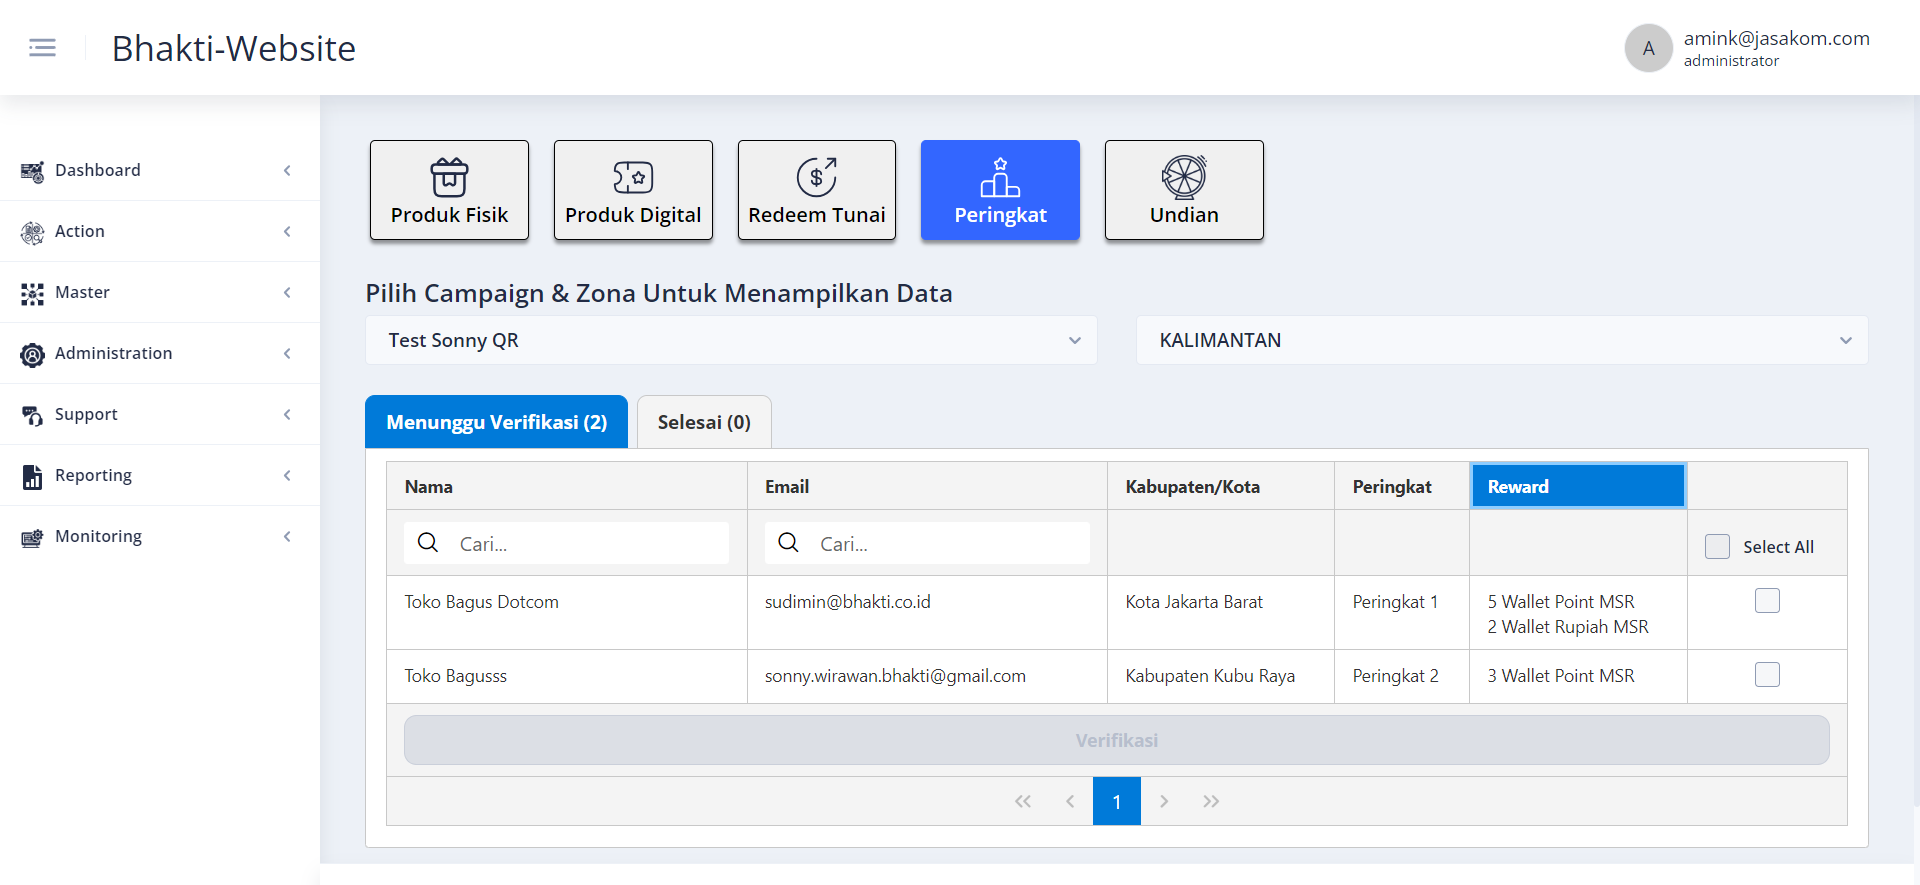 Bhakti-Website
A
amink@jasakom.com
administrator
Dashboard
Action
Master
Administration
Support
Reporting
Monitoring
Produk Fisik
Produk Digital
Redeem Tunai
Peringkat
Undian
Pilih Campaign & Zona Untuk Menampilkan Data
Test Sonny QR
KALIMANTAN
Menunggu Verifikasi (2)
Selesai (0)
Nama Email Kabupaten/Kota Peringkat Reward
Cari... Cari... Select All
Toko Bagus Dotcom sudimin@bhakti.co.id Kota Jakarta Barat Peringkat 1 5 Wallet Point MSR
2 Wallet Rupiah MSR
Toko Bagusss sonny.wirawan.bhakti@gmail.com Kabupaten Kubu Raya Peringkat 2 3 Wallet Point MSR
Verifikasi
1